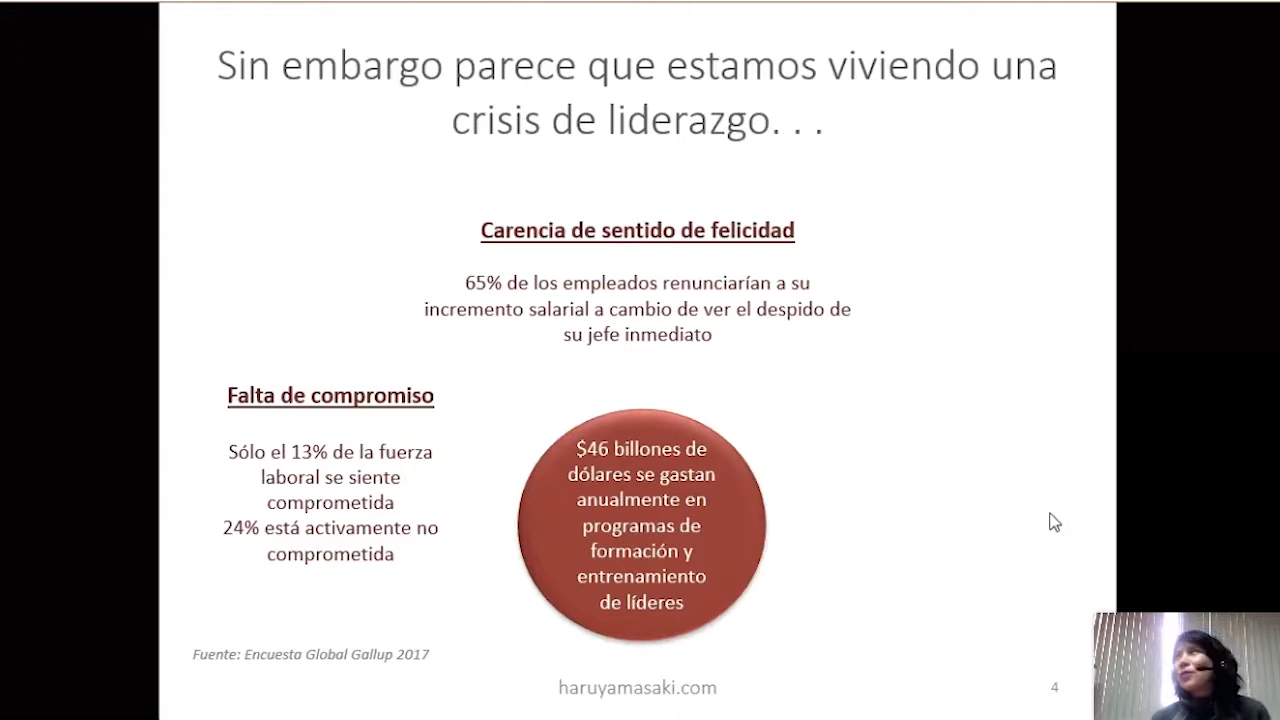 Sin embargo parece que estamos viviendo una
crisis de liderazgo. . .
Carencia de sentido de felicidad
65% de los empleados renunciarían a su
incremento salarial a cambio de ver el despido de
su jefe inmediato
Falta de compromiso
Sólo el 13% de la fuerza
laboral se siente
comprometida
24% está activamente no
comprometida
$46 billones de
dólares se gastan
anualmente en
programas de
formación y
entrenamiento
de líderes
Fuente: Encuesta Global Gallup 2017
haruyamasaki.com
4